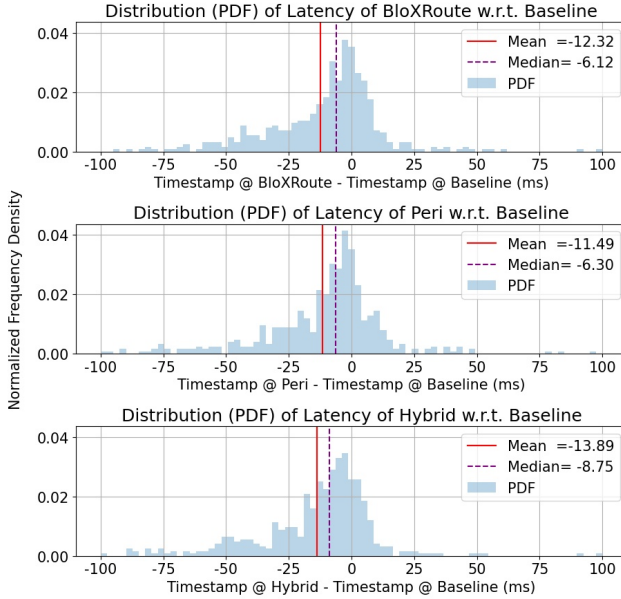 Distribution (PDF) of Latency of BloXRoute w.r.t. Baseline
0.04
0.02
0.00
Mean =-12.32
Median= -6.12
PDF
-100 -75 -50 -25 0 25 50 75 100
Timestamp @ BloXRoute - Timestamp @ Baseline (ms)
Normalized Frequency Density
Distribution (PDF) of Latency of Peri w.r.t. Baseline
0.04
0.02
0.00
Mean =-11.49
Median= -6.30
PDF
-100 -75 -50 -25 0 25 50 75 100
Timestamp @ Peri - Timestamp @ Baseline (ms)
Distribution (PDF) of Latency of Hybrid w.r.t. Baseline
0.04
0.02
0.00
Mean =-13.89
Median= -8.75
PDF
-100 -75 -50 -25 0 25 50 75 100
Timestamp @ Hybrid - Timestamp @ Baseline (ms)